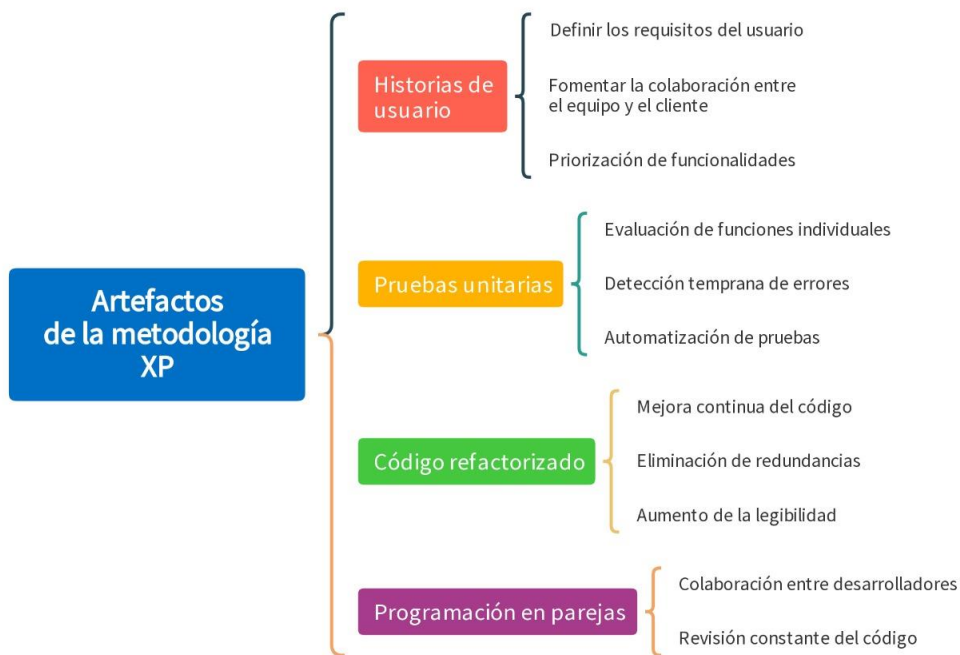 Artefactos
de la metodología
XP
Historias de
usuario
Definir los requisitos del usuario
Fomentar la colaboración entre
el equipo y el cliente
Priorización de funcionalidades
Pruebas unitarias
Evaluación de funciones individuales
Detección temprana de errores
Automatización de pruebas
Código refactorizado
Mejora continua del código
Eliminación de redundancias
Aumento de la legibilidad
Programación en parejas
Colaboración entre desarrolladores
Revisión constante del código